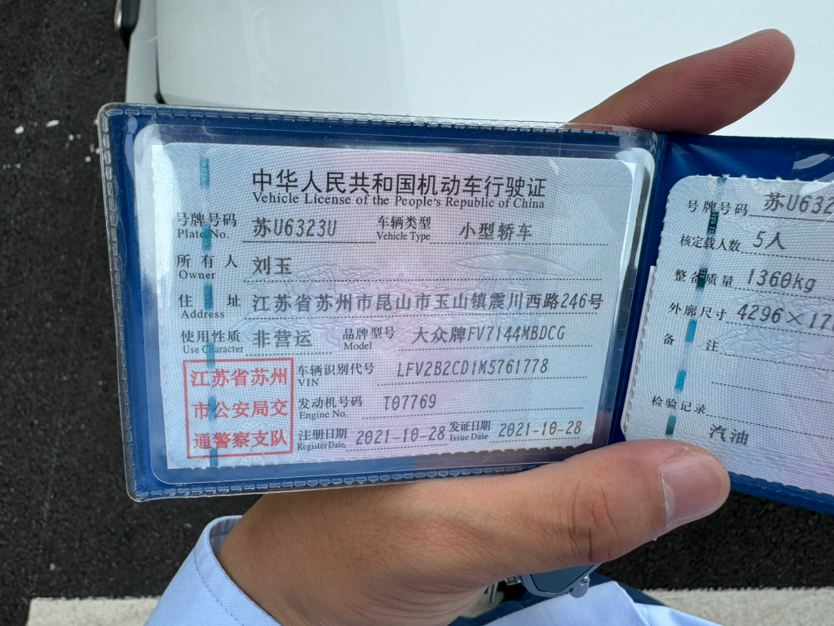 中华人民共和国机动车行驶证
Vehicle License of the People's Republic of China
号牌号码 苏U6323U 车辆类型 小型轿车
Plate No. Vehicle Type
所有人 刘玉
Owner
住址 江苏省苏州市昆山市玉山镇震川西路246号
Address
使用性质 非营运 品牌型号 大众牌FV7144MBDCG
Use Character Model
江苏省苏州
市公安局交
通警察支队
车辆识别代号 LFV2B2CD1M5761778
VIN
发动机号码 T07769
Engine No.
注册日期 2021-10-28 发证日期 2021-10-28
Register Date Issue Date
号牌号码 苏U632
核定载人数 5人
整备质量 1360kg
外廓尺寸 4296×17
备注
检验记录
汽油